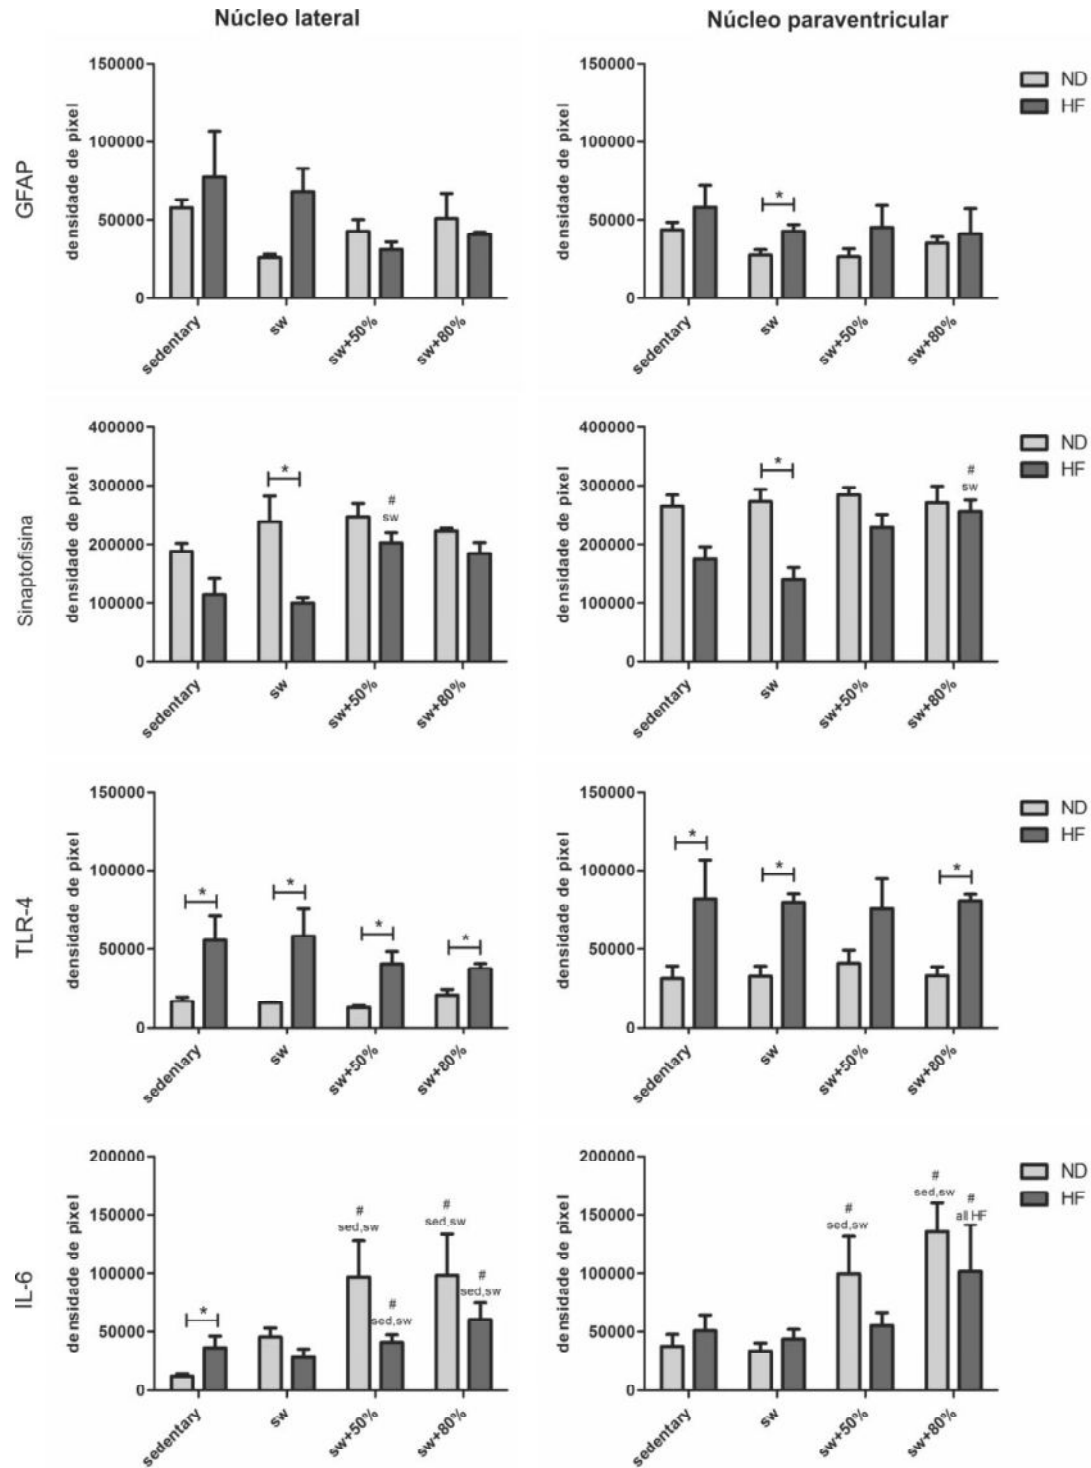 Núcleo lateral
Núcleo paraventricular
GFAP
densidade de pixel
150000
100000
50000
0
sedentary
sw
sw+50%
sw+80%
densidade de pixel
150000
100000
50000
0
*
sedentary
sw
sw+50%
sw+80%
ND
HF
Sinaptofisina
densidade de pixel
400000
300000
200000
100000
0
*
#
sw
sedentary
sw
sw+50%
sw+80%
densidade de pixel
400000
300000
200000
100000
0
*
#
sw
sedentary
sw
sw+50%
sw+80%
ND
HF
TLR-4
densidade de pixel
150000
100000
50000
0
*
*
*
*
sedentary
sw
sw+50%
sw+80%
densidade de pixel
150000
100000
50000
0
*
*
*
sedentary
sw
sw+50%
sw+80%
ND
HF
IL-6
densidade de pixel
200000
150000
100000
50000
0
*
#
sed,sw
#
sed,sw
#
sed,sw
#
sed,sw
sedentary
sw
sw+50%
sw+80%
densidade de pixel
200000
150000
100000
50000
0
#
sed,sw
#
sed,sw
#
all HF
sedentary
sw
sw+50%
sw+80%
ND
HF